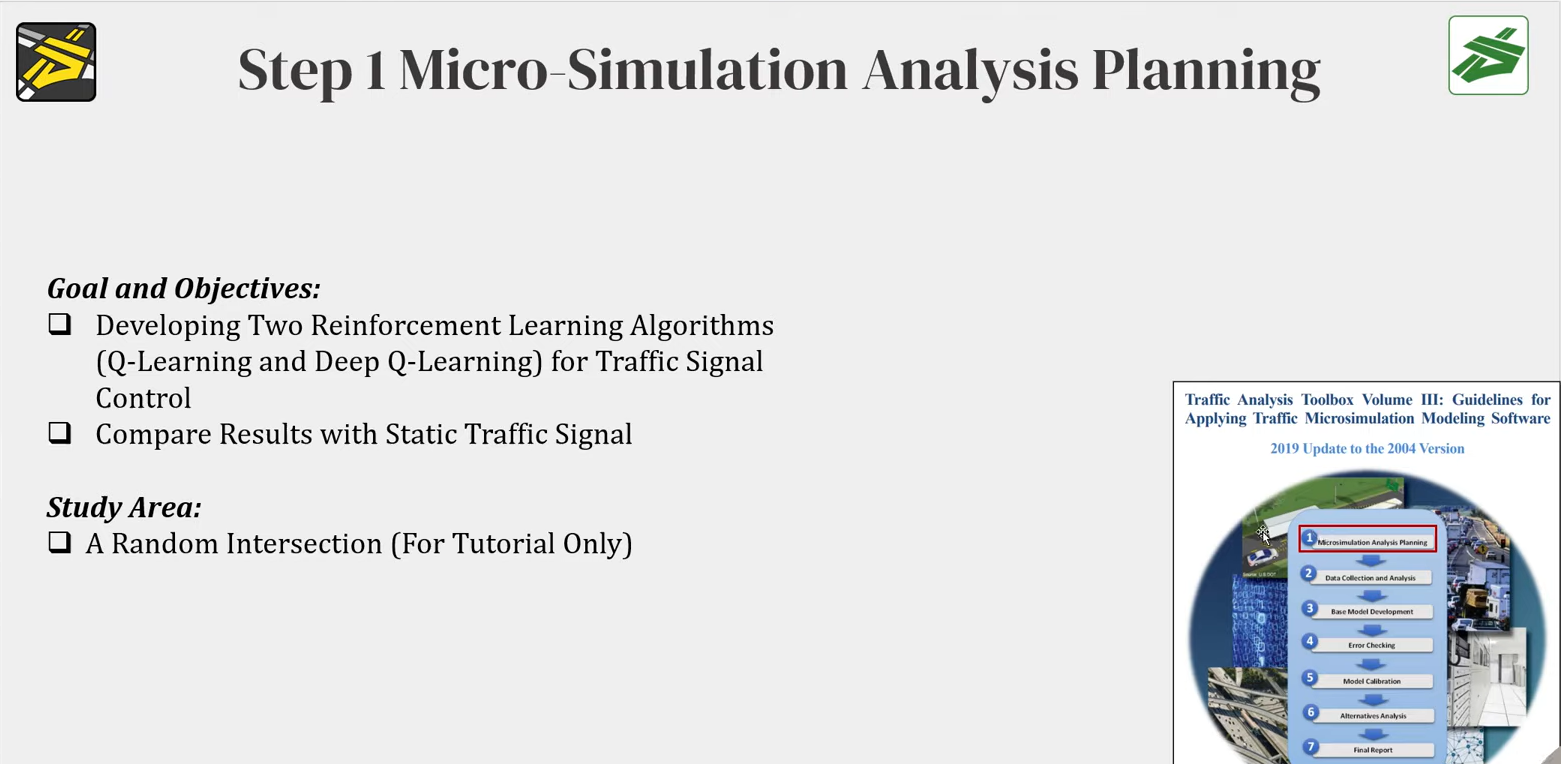 Step 1 Micro-Simulation Analysis Planning
Goal and Objectives:
Developing Two Reinforcement Learning Algorithms
(Q-Learning and Deep Q-Learning) for Traffic Signal
Control
Compare Results with Static Traffic Signal
Study Area:
A Random Intersection (For Tutorial Only)
Traffic Analysis Toolbox Volume III: Guidelines for
Applying Traffic Microsimulation Modeling Software
2019 Update to the 2004 Version
1 Microsimulation Analysis Planning
2 Data Collection and Analysis
3 Base Model Development
4 Error Checking
5 Model Calibration
6 Alternatives Analysis
7 Final Report
Source: U.S DOT